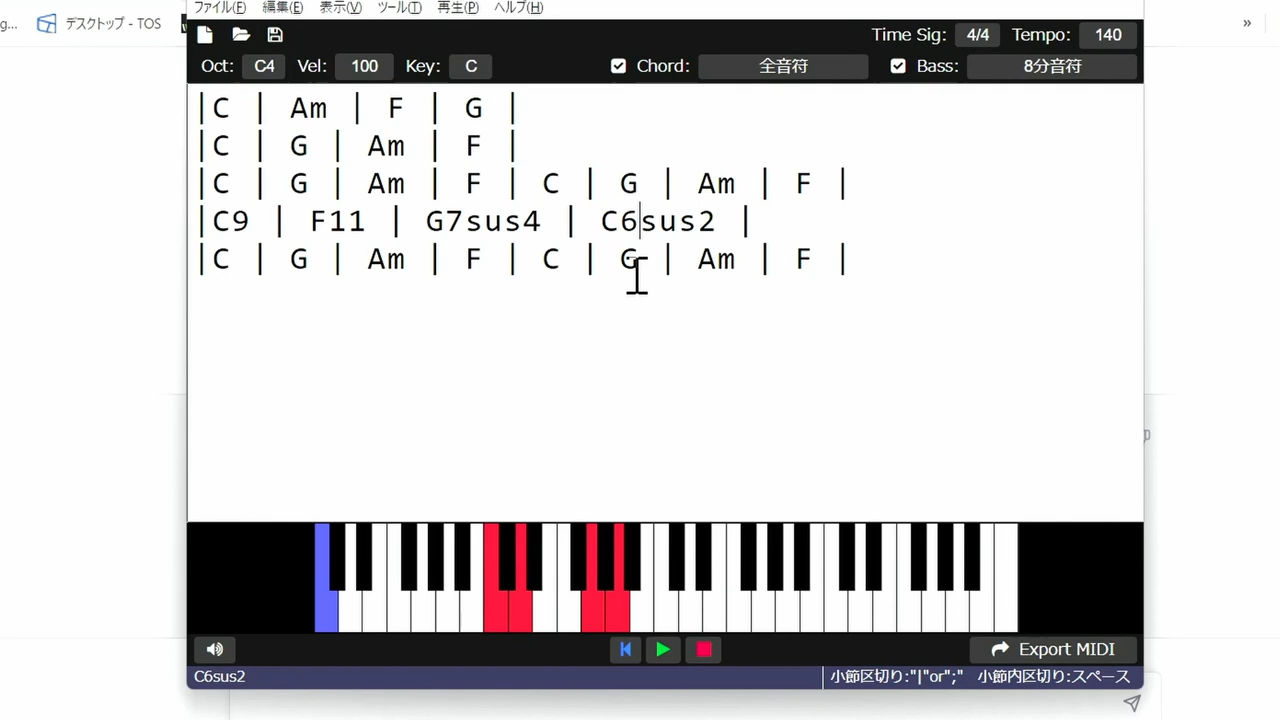 ファイル(F) 編集(E) 表示(V) ツール(T) 再生(P) ヘルプ(H)
g... デスクトップ - TOS »
Time Sig: 4/4 Tempo: 140
Oct: C4 Vel: 100 Key: C Chord: 全音符 Bass: 8分音符
|C | Am | F | G |
|C | G | Am | F |
|C | G | Am | F | C | G | Am | F |
|C9 | F11 | G7sus4 | C6sus2 |
|C | G | Am | F | C | G | Am | F |
Export MIDI
C6sus2 小節区切り:"|"or";" 小節内区切り:スペース